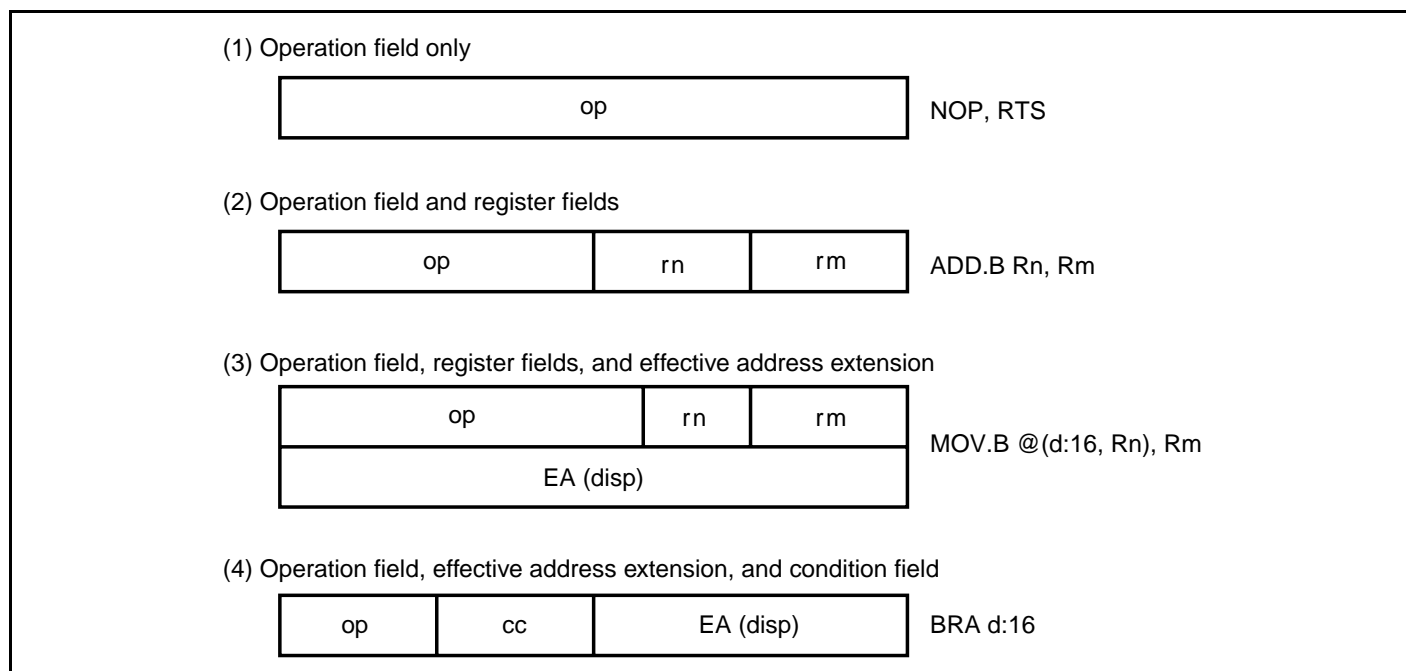 (1) Operation field only
op
NOP, RTS
(2) Operation field and register fields
op rn rm
ADD.B Rn, Rm
(3) Operation field, register fields, and effective address extension
op rn rm
EA (disp)
MOV.B @(d:16, Rn), Rm
(4) Operation field, effective address extension, and condition field
op cc EA (disp)
BRA d:16